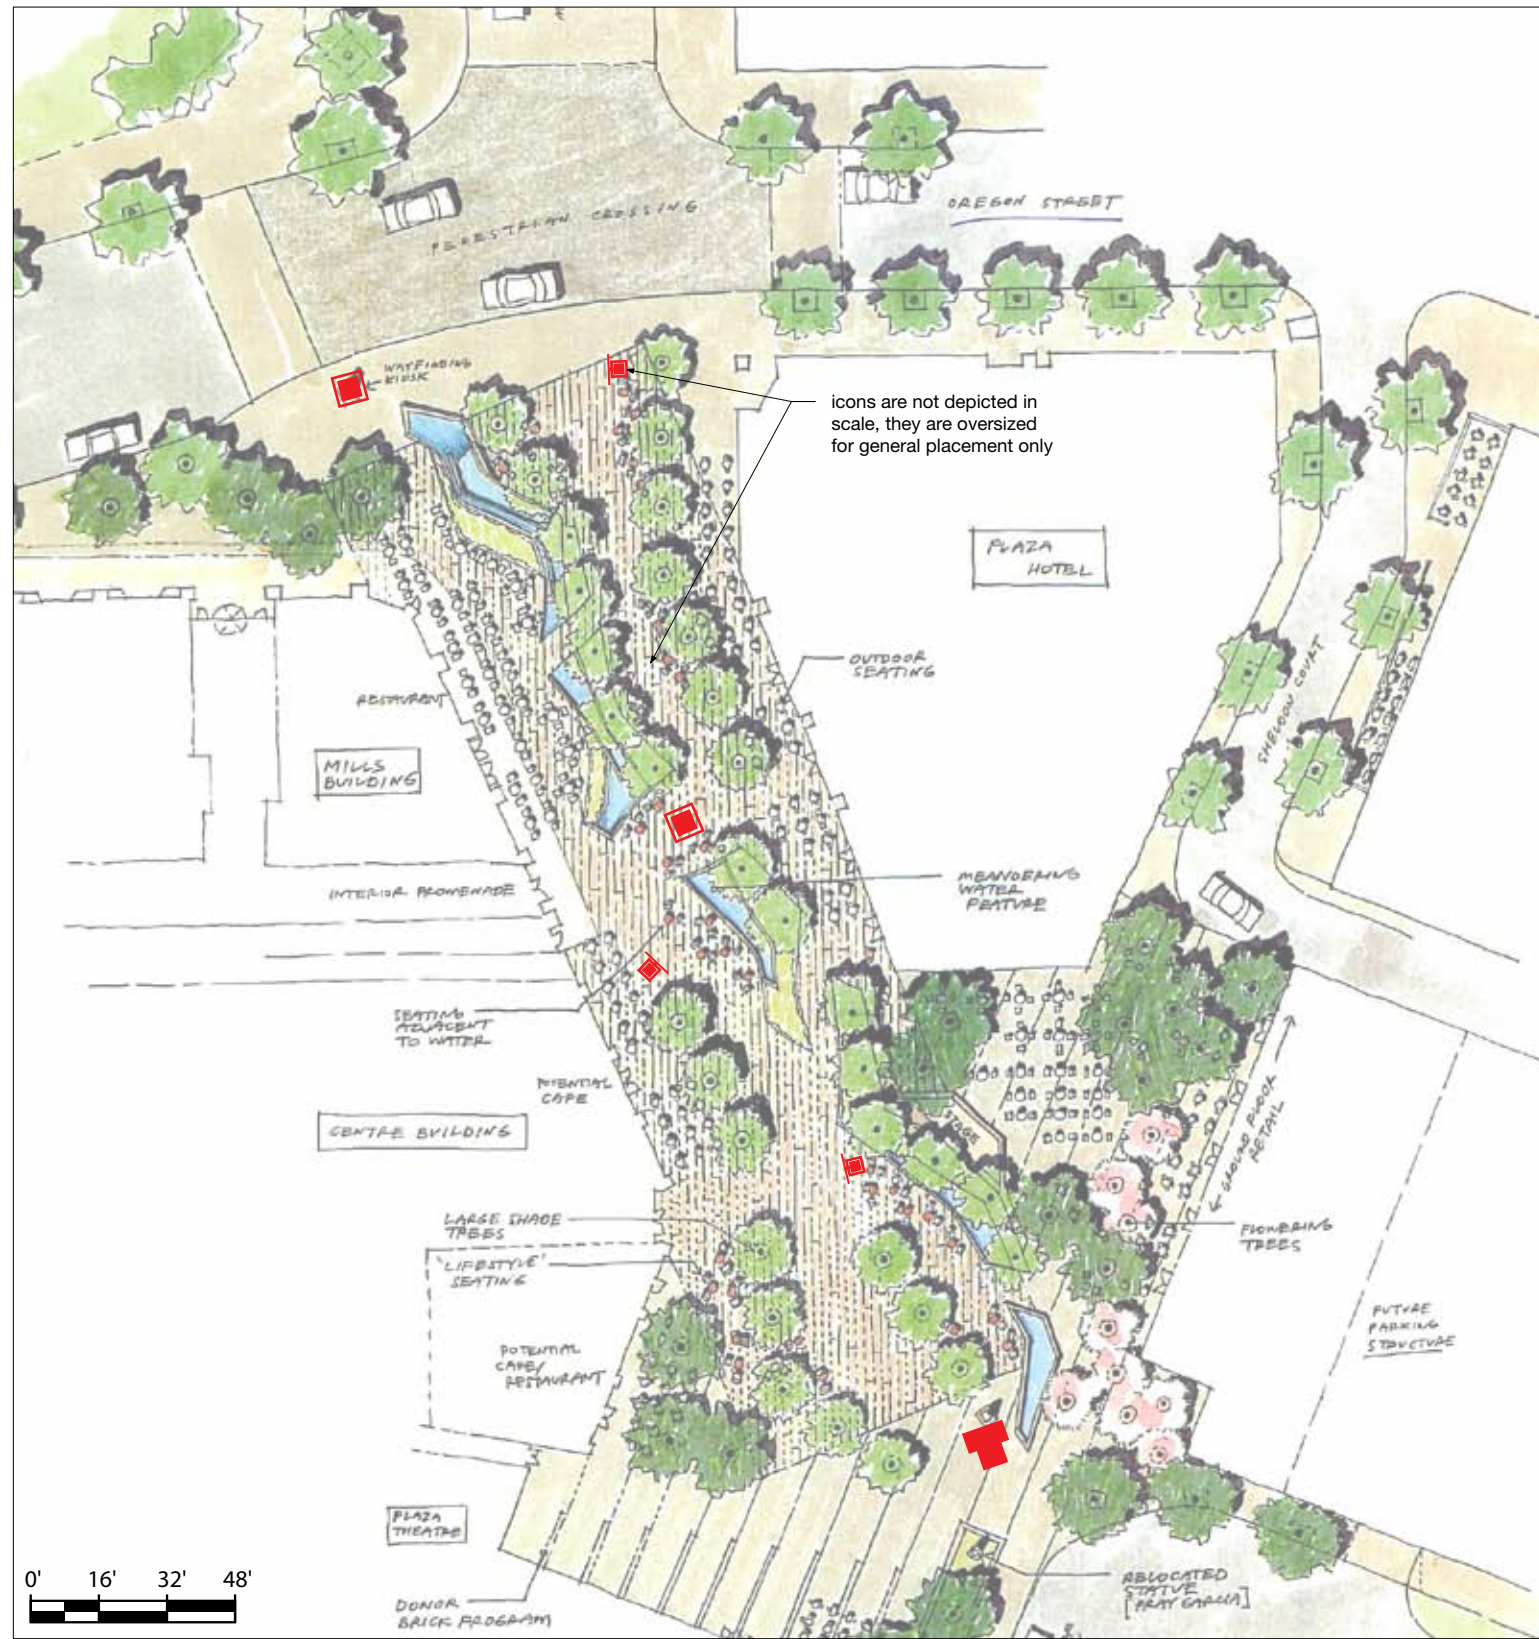 OREGON STREET
PEDESTRIAN CROSSING
WAYFINDING
KIOSK
icons are not depicted in
scale, they are oversized
for general placement only
PLAZA
HOTEL
OUTDOOR
SEATING
SHELDON COURT
RESTAURANT
MILLS
BUILDING
INTERIOR PROMENADE
MEANDERING
WATER
FEATURE
SEATING
ADJACENT
TO WATER
POTENTIAL
CAFE
CENTRE BUILDING
STAGE
GROUND FLOOR
RETAIL
LARGE SHADE
TREES
'LIFESTYLE'
SEATING
FLOWERING
TREES
POTENTIAL
CAFE/
RESTAURANT
FUTURE
PARKING
STRUCTURE
PLAZA
THEATRE
0' 16' 32' 48'
DONOR
BRICK PROGRAM
RELOCATED
STATUE
[FRAY GARCIA]